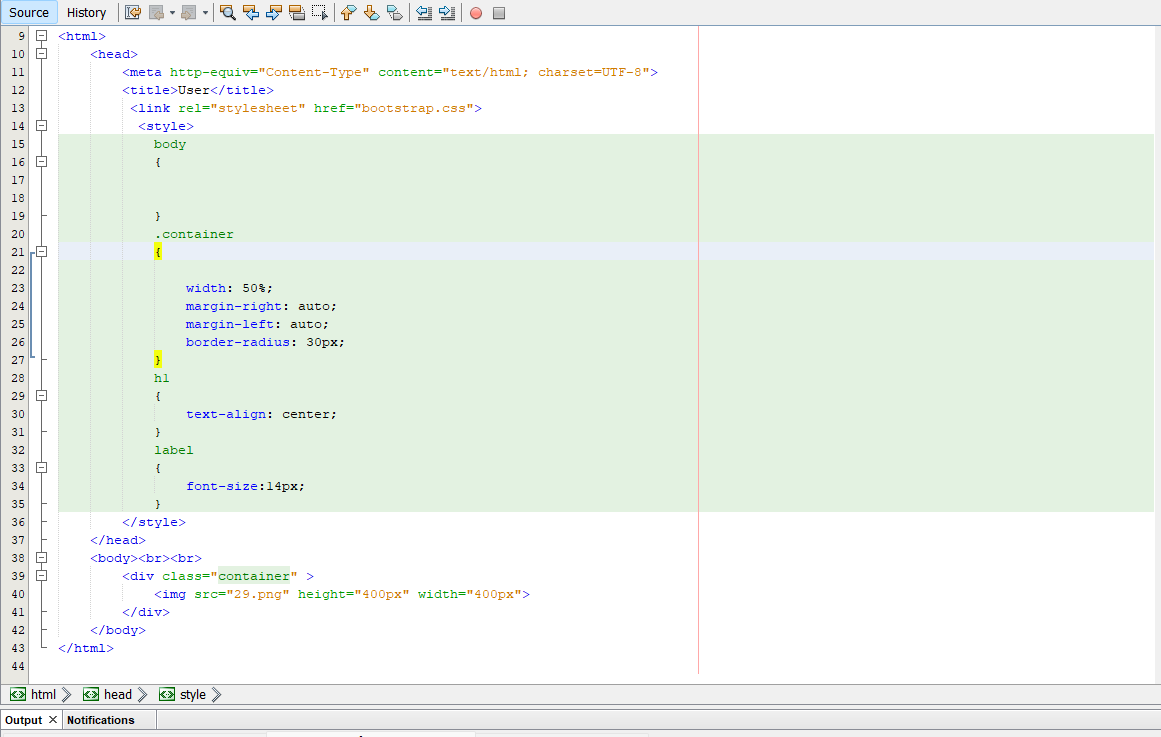 Source History
9 <html>
10 <head>
11 <meta http-equiv="Content-Type" content="text/html; charset=UTF-8">
12 <title>User</title>
13 <link rel="stylesheet" href="bootstrap.css">
14 <style>
15 body
16 {
17
18
19 }
20 .container
21 {
22
23 width: 50%;
24 margin-right: auto;
25 margin-left: auto;
26 border-radius: 30px;
27 }
28 h1
29 {
30 text-align: center;
31 }
32 label
33 {
34 font-size:14px;
35 }
36 </style>
37 </head>
38 <body><br><br>
39 <div class="container" >
40 <img src="29.png" height="400px" width="400px">
41 </div>
42 </body>
43 </html>
44
html head style
Output Notifications